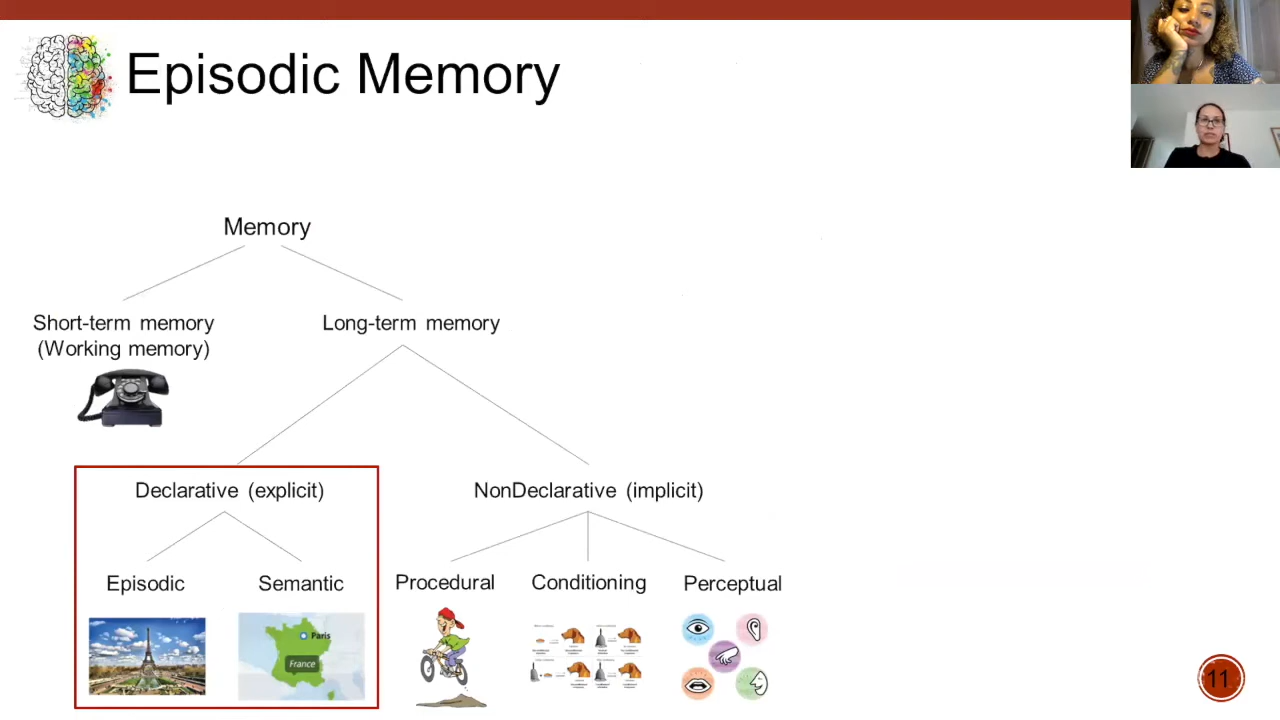 Episodic Memory
Memory
Short-term memory
(Working memory)
Long-term memory
Declarative (explicit)
NonDeclarative (implicit)
Episodic
Semantic
Procedural
Conditioning
Perceptual
Paris
France
11